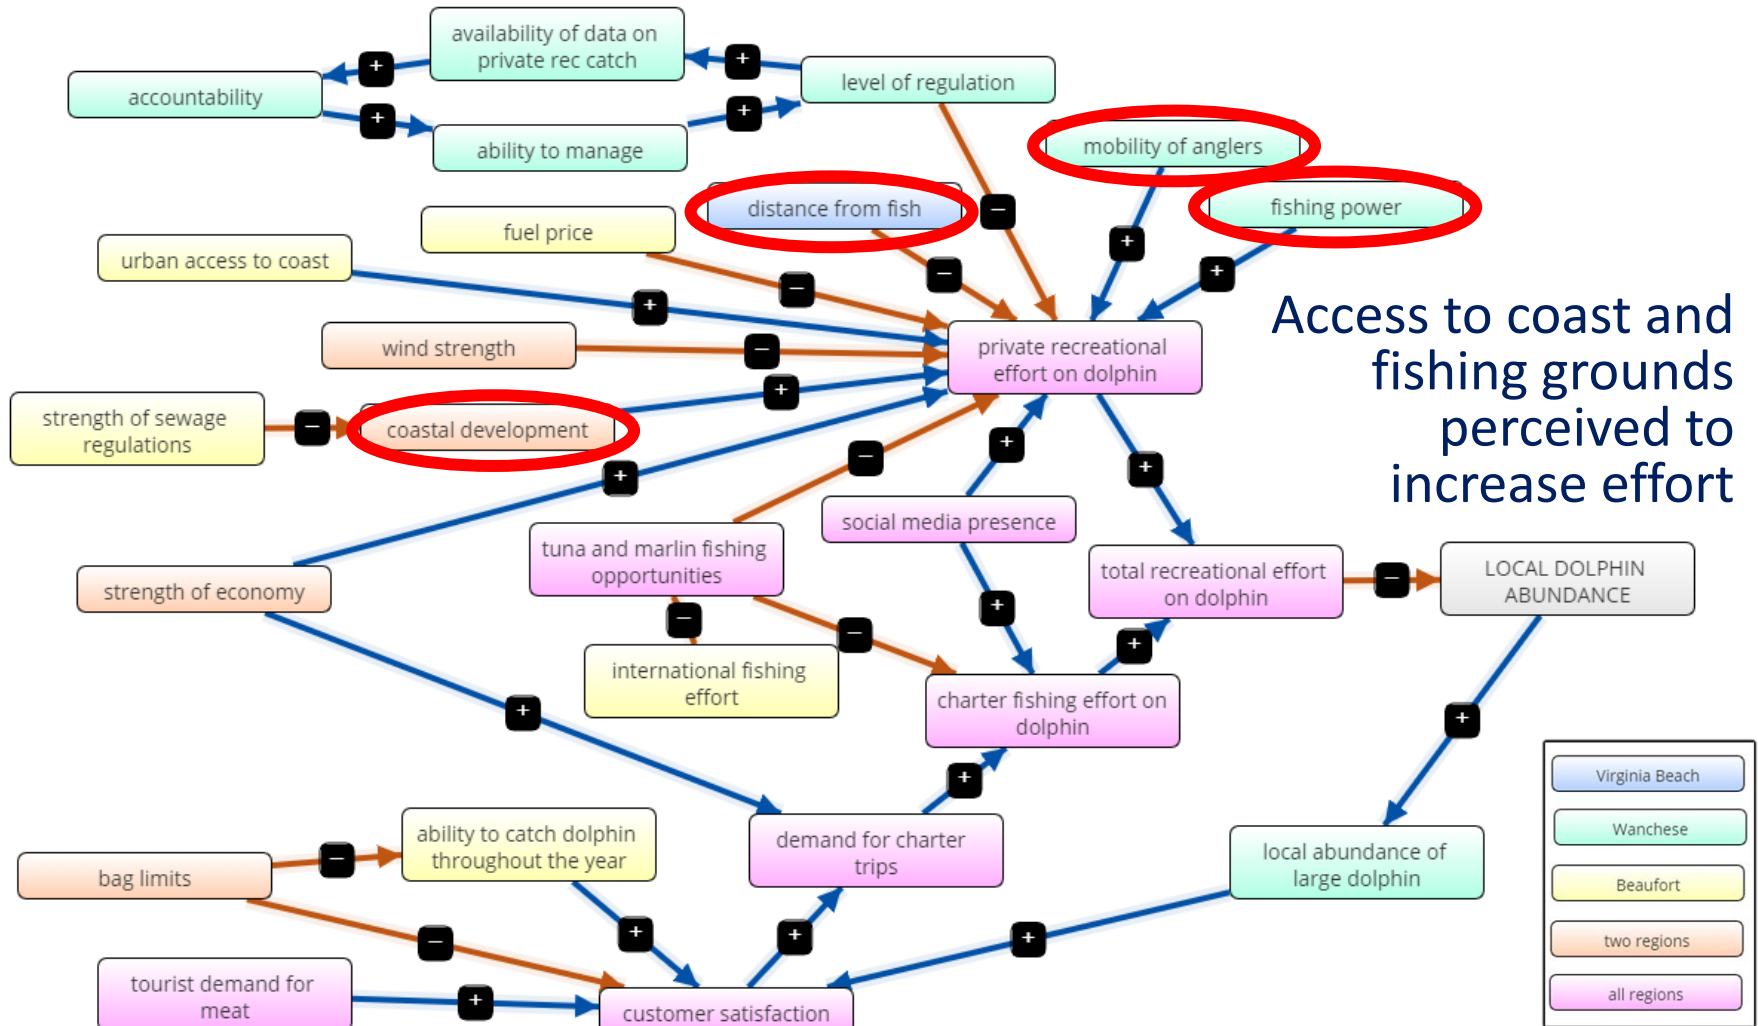 availability of data on
private rec catch
+
+
level of regulation
accountability
+
+
ability to manage
mobility of anglers
distance from fish
−
fishing power
fuel price
urban access to coast
+
+
−
−
+
Access to coast and
fishing grounds
perceived to
increase effort
wind strength
−
private recreational
effort on dolphin
+
strength of sewage
regulations
−
coastal development
+
−
+
+
social media presence
tuna and marlin fishing
opportunities
total recreational effort
on dolphin
−
LOCAL DOLPHIN
ABUNDANCE
strength of economy
−
+
−
+
international fishing
effort
charter fishing effort on
dolphin
+
+
+
Virginia Beach
Wanchese
Beaufort
two regions
all regions
ability to catch dolphin
throughout the year
demand for charter
trips
local abundance of
large dolphin
bag limits
−
−
+
+
+
tourist demand for
meat
+
customer satisfaction